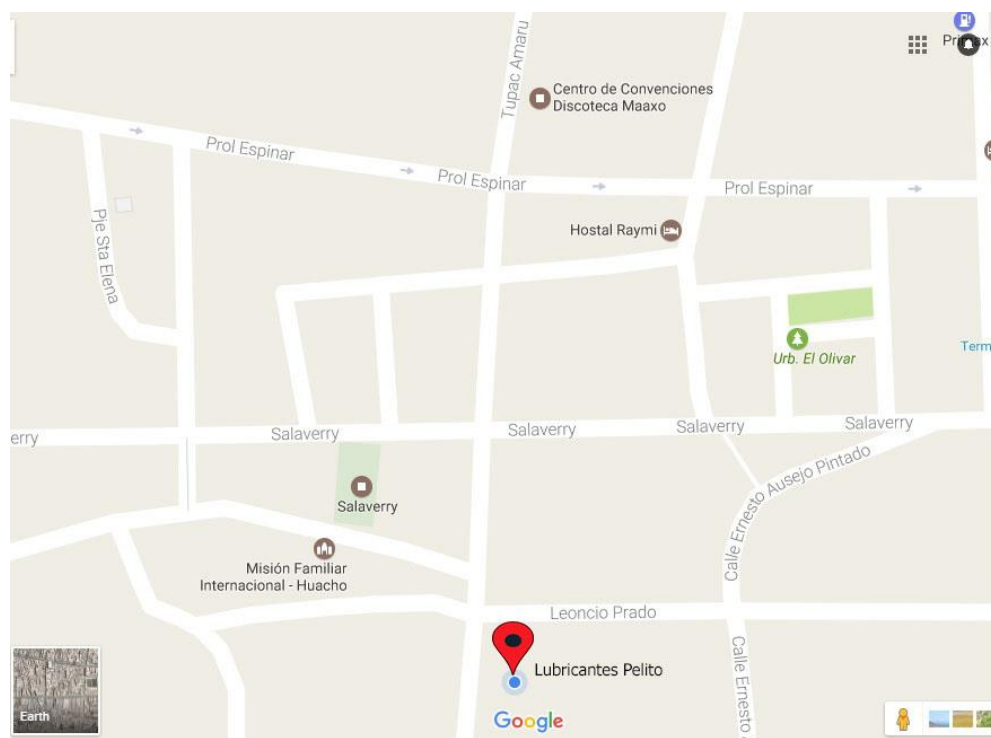 Primax
Tupac Amaru
Centro de Convenciones
Discoteca Maaxo
Prol Espinar
Prol Espinar
Prol Espinar
Pje Sta Elena
Hostal Raymi
Urb. El Olivar
Term
erry
Salaverry
Salaverry
Salaverry
Salaverry
Salaverry
Calle Ernesto Ausejo Pintado
Misión Familiar
Internacional - Huacho
Leoncio Prado
Calle Ernesto
Lubricantes Pelito
Earth
Google